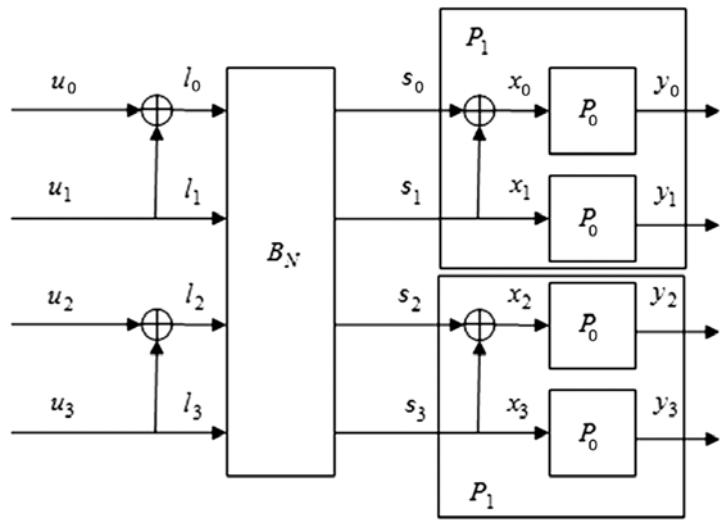 P₁
u₀ l₀ s₀ x₀ P₀ y₀
u₁ l₁ s₁ x₁ P₀ y₁
B_N
u₂ l₂ s₂ x₂ P₀ y₂
u₃ l₃ s₃ x₃ P₀ y₃
P₁